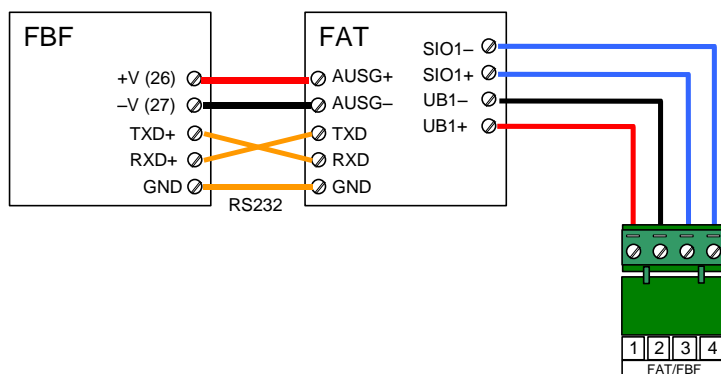 FBF
+V (26)
–V (27)
TXD+
RXD+
GND
RS232
FAT
AUSG+
AUSG–
TXD
RXD
GND
SIO1–
SIO1+
UB1–
UB1+
1 2 3 4
FAT/FBF